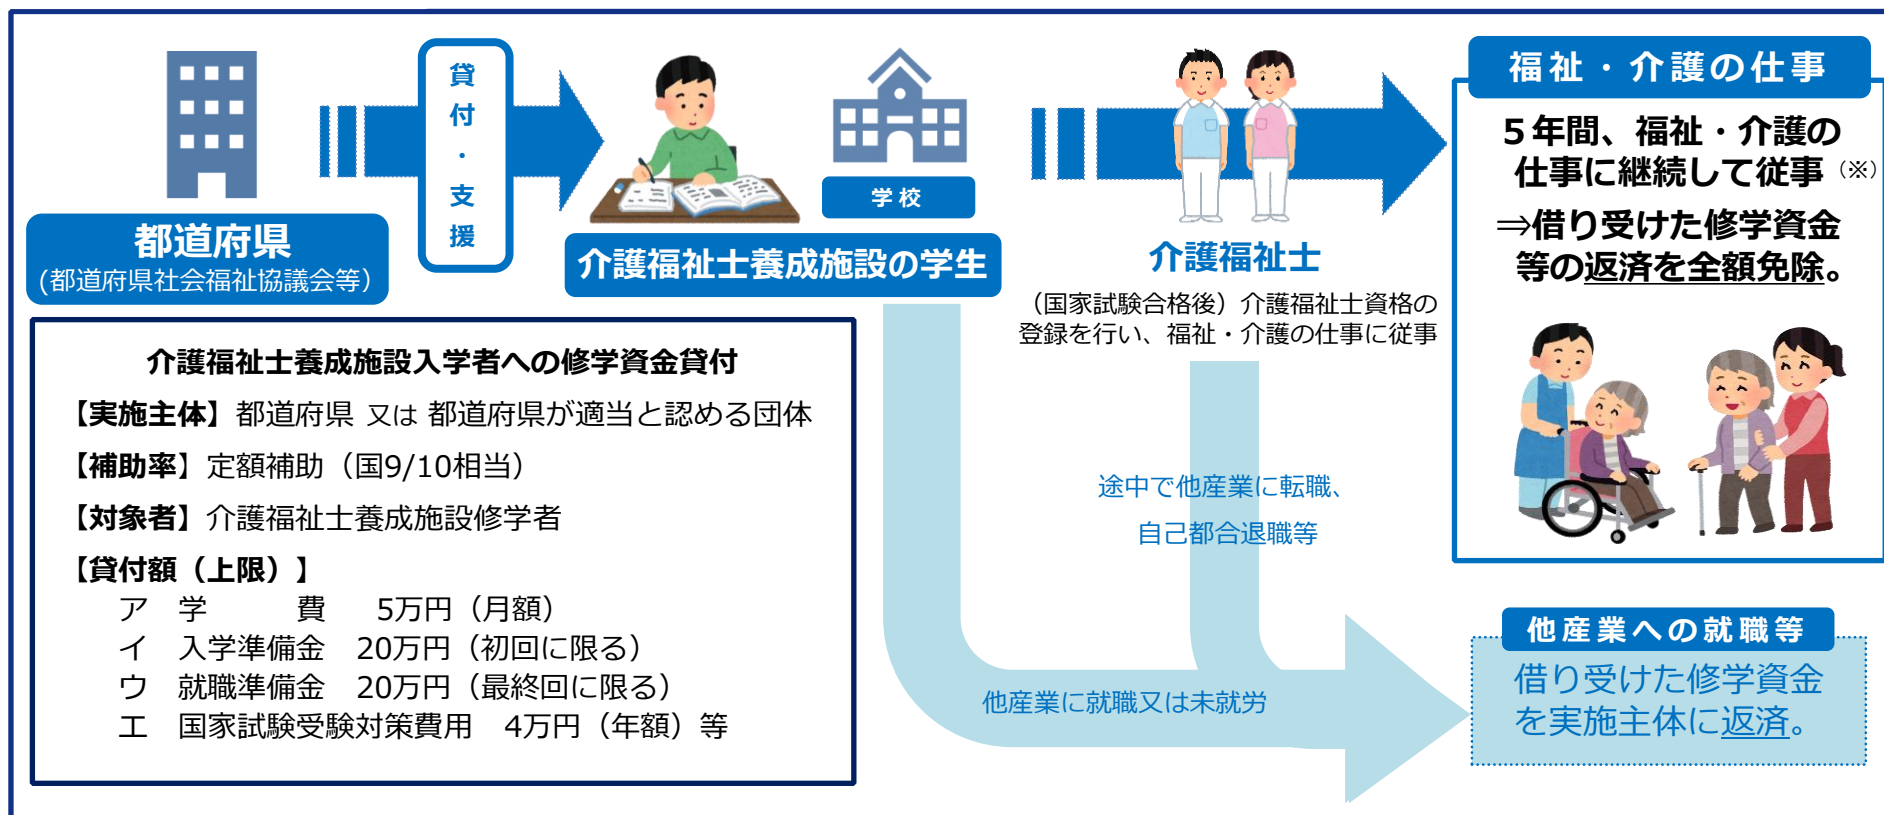 都道府県
(都道府県社会福祉協議会等)
貸付・支援
学校
介護福祉士養成施設の学生
介護福祉士
（国家試験合格後）介護福祉士資格の
登録を行い、福祉・介護の仕事に従事
福祉・介護の仕事
５年間、福祉・介護の
仕事に継続して従事（※）
⇒借り受けた修学資金
等の返済を全額免除。
介護福祉士養成施設入学者への修学資金貸付
【実施主体】都道府県 又は 都道府県が適当と認める団体
【補助率】定額補助（国9/10相当）
【対象者】介護福祉士養成施設修学者
【貸付額（上限）】
ア　学　　　費　 5万円（月額）
イ　入学準備金　20万円（初回に限る）
ウ　就職準備金　20万円（最終回に限る）
エ　国家試験受験対策費用　4万円（年額）等
途中で他産業に転職、
自己都合退職等
他産業に就職又は未就労
他産業への就職等
借り受けた修学資金
を実施主体に返済。